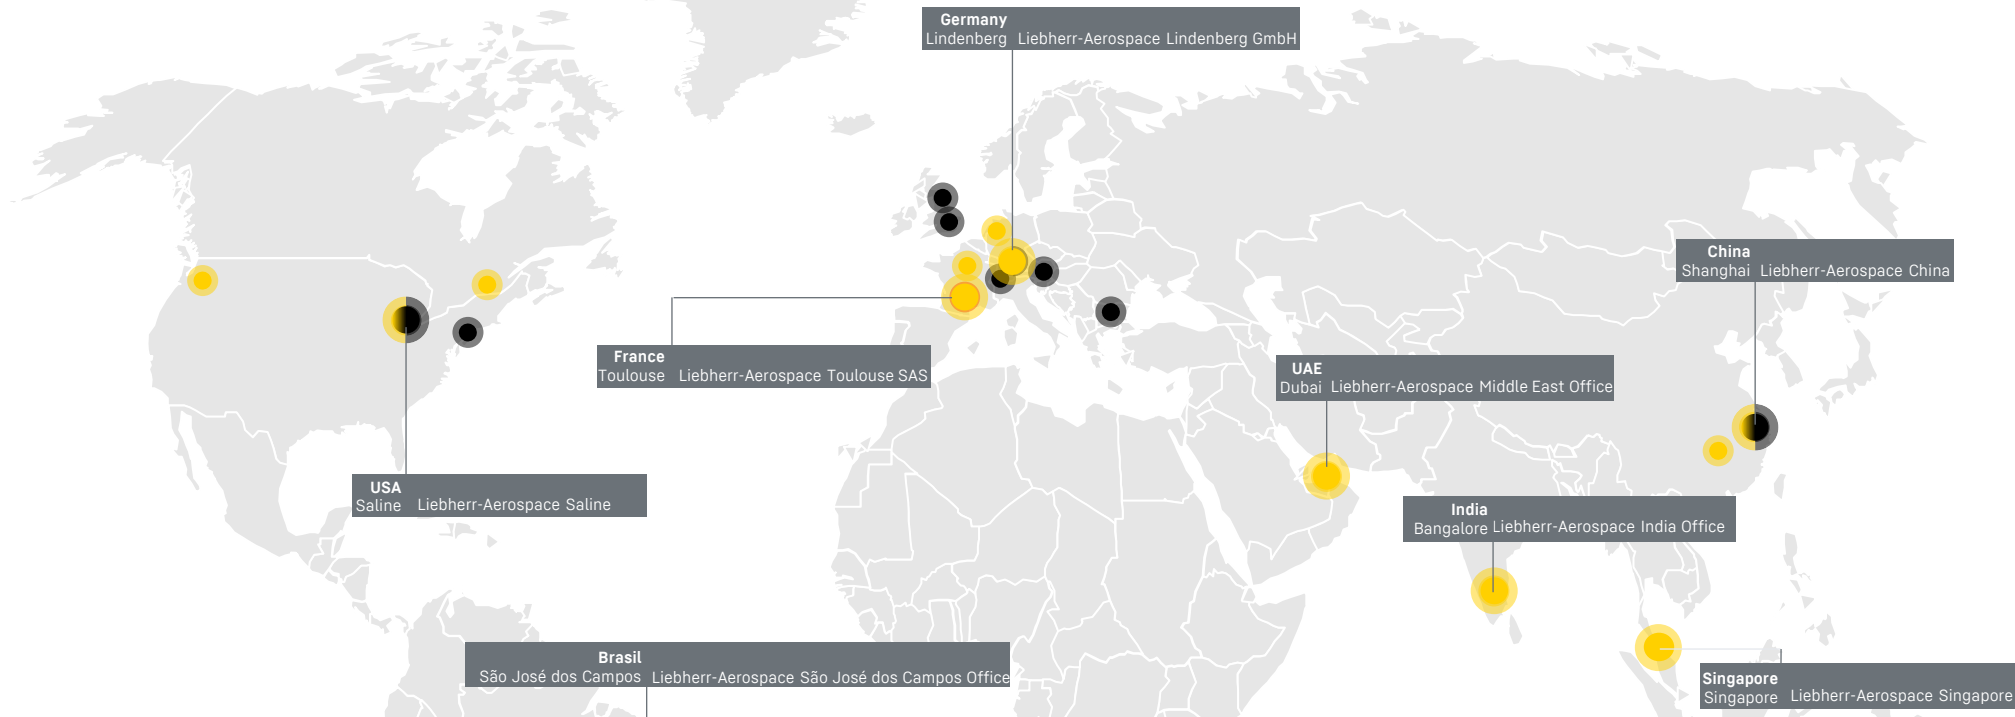 Germany
Lindenberg Liebherr-Aerospace Lindenberg GmbH
China
Shanghai Liebherr-Aerospace China
France
Toulouse Liebherr-Aerospace Toulouse SAS
UAE
Dubai Liebherr-Aerospace Middle East Office
USA
Saline Liebherr-Aerospace Saline
India
Bangalore Liebherr-Aerospace India Office
Brasil
São José dos Campos Liebherr-Aerospace São José dos Campos Office
Singapore
Singapore Liebherr-Aerospace Singapore